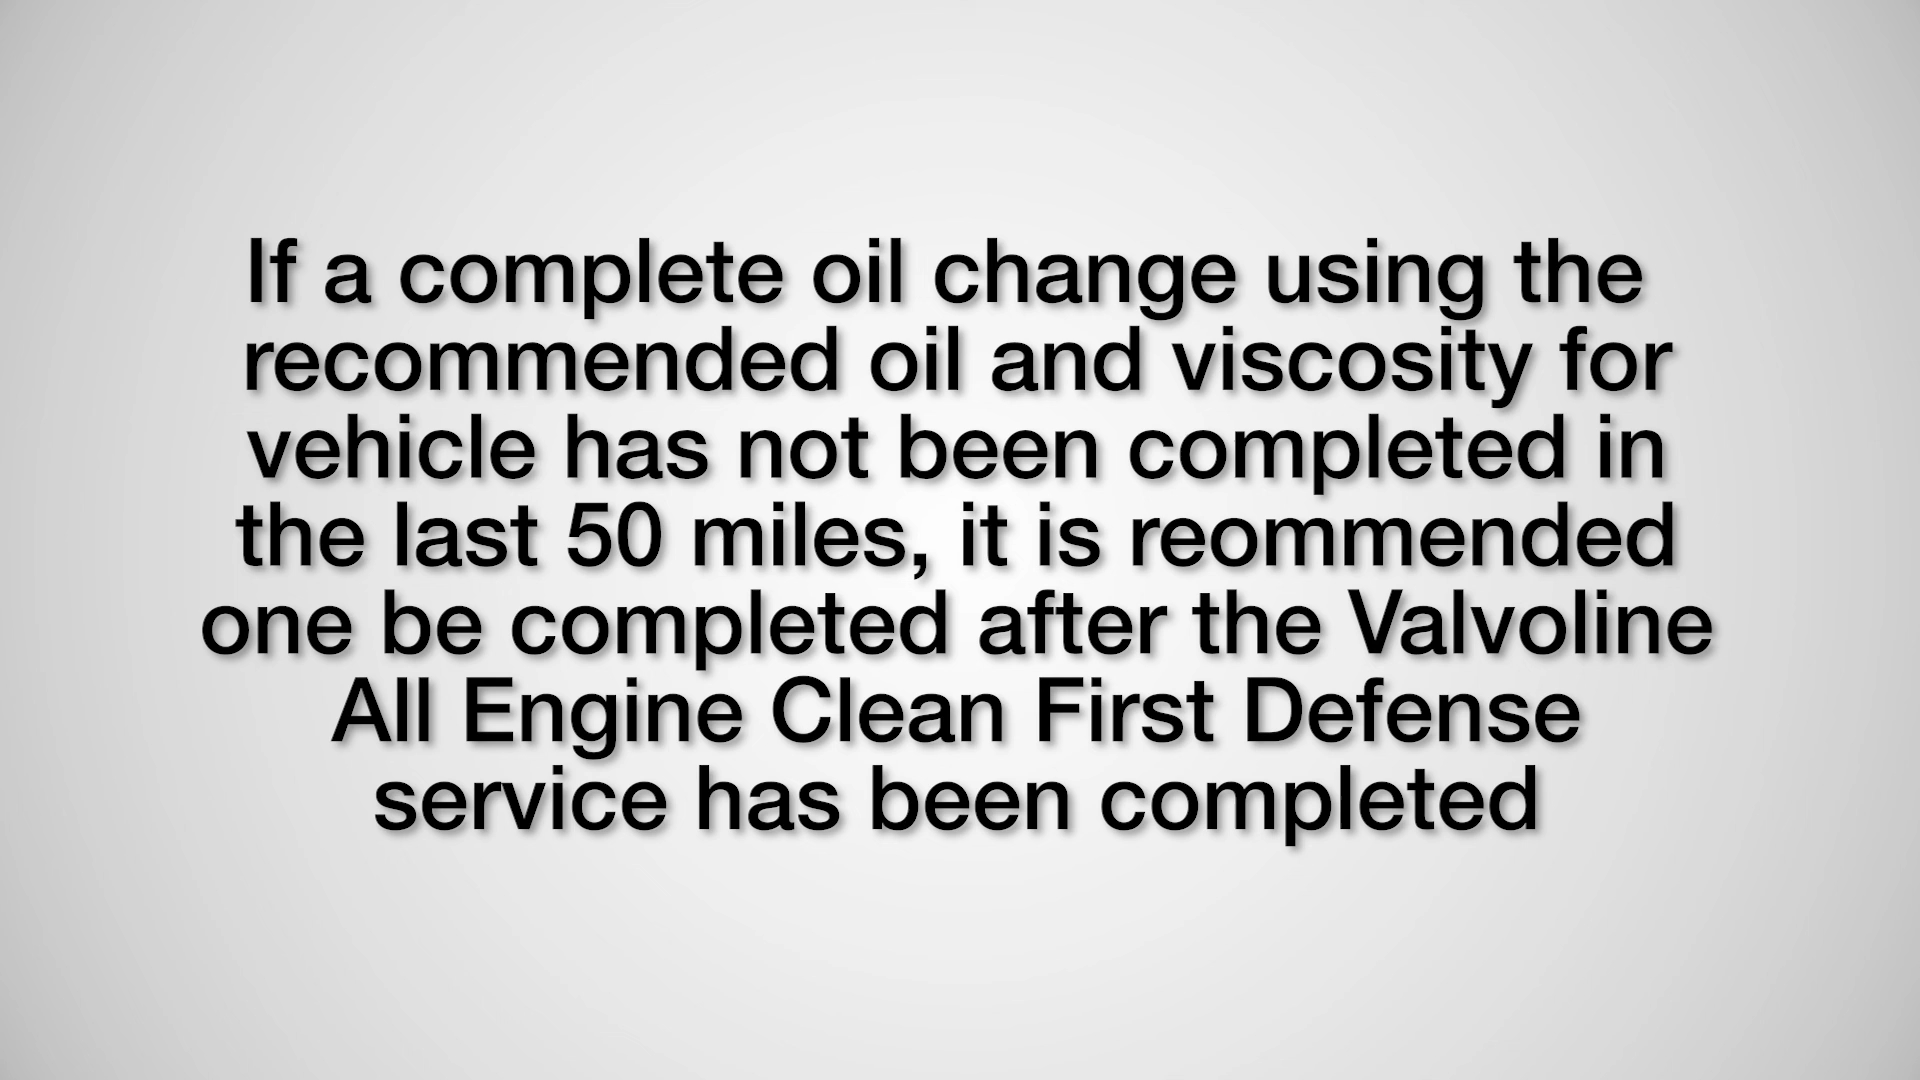 If a complete oil change using the
recommended oil and viscosity for
vehicle has not been completed in
the last 50 miles, it is reommended
one be completed after the Valvoline
All Engine Clean First Defense
service has been completed